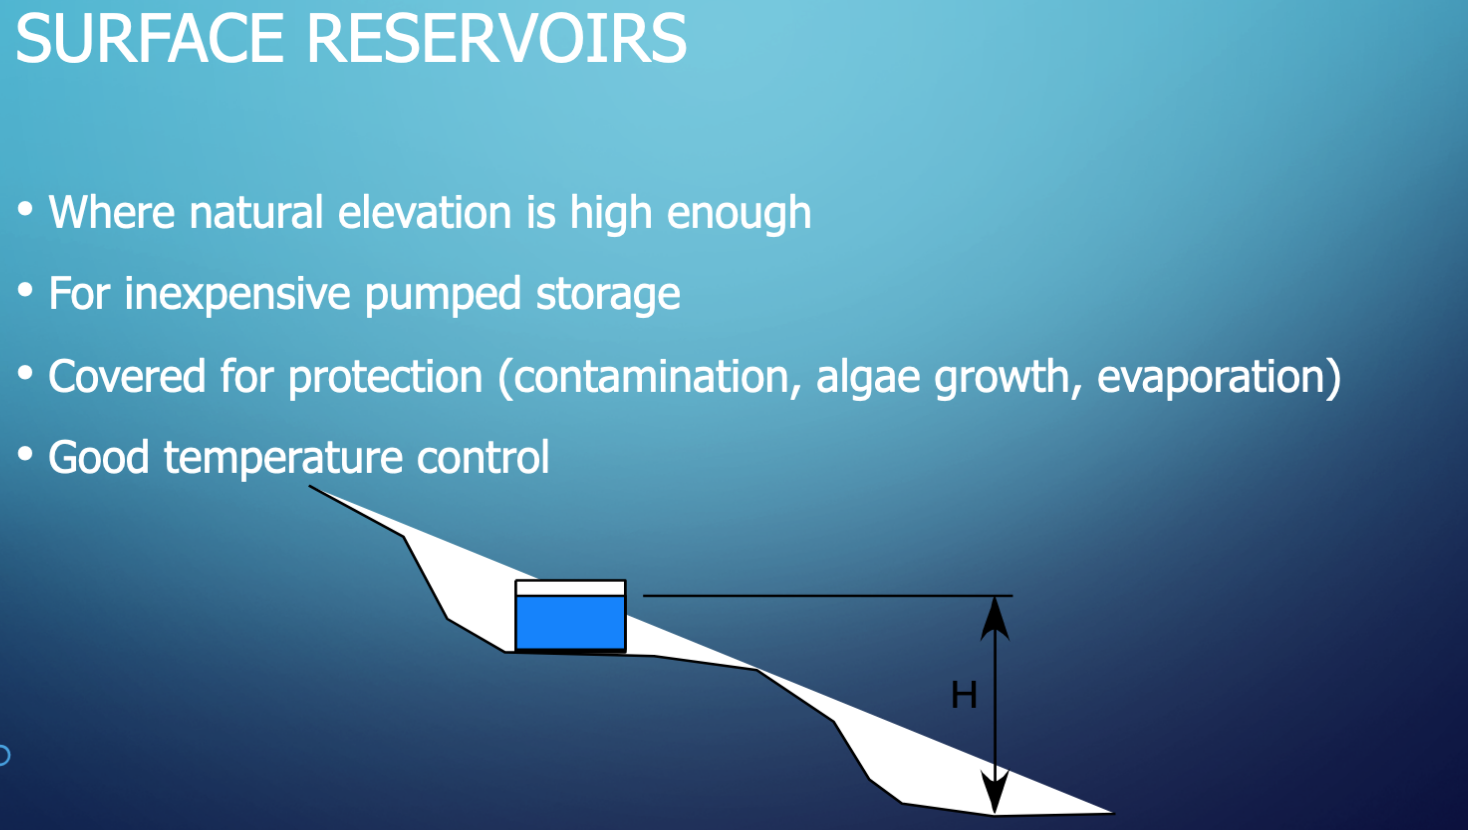 SURFACE RESERVOIRS
• Where natural elevation is high enough
• For inexpensive pumped storage
• Covered for protection (contamination, algae growth, evaporation)
• Good temperature control
H